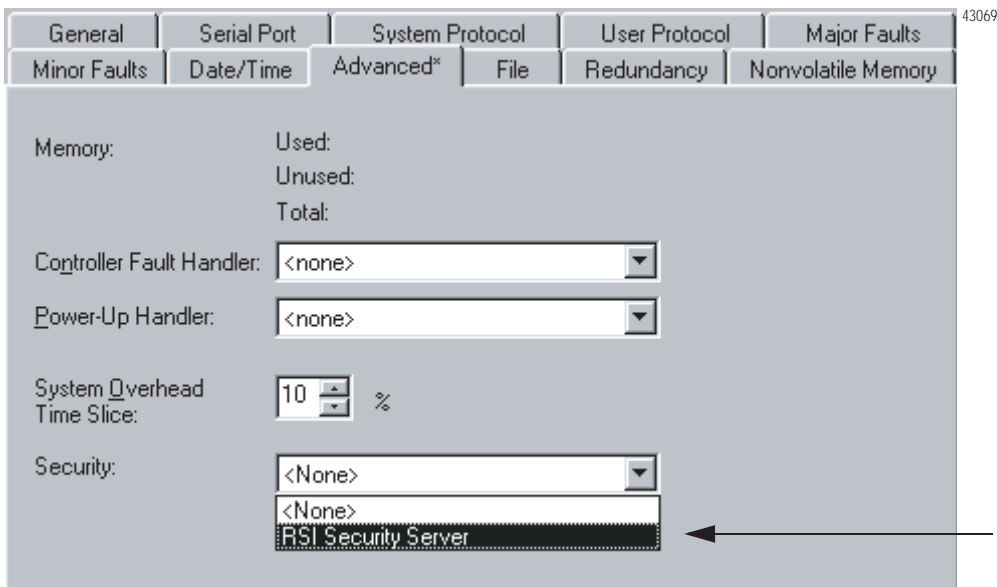 43069
General Serial Port System Protocol User Protocol Major Faults
Minor Faults Date/Time Advanced* File Redundancy Nonvolatile Memory
Memory: Used:
Unused:
Total:
Controller Fault Handler: <none>
Power-Up Handler: <none>
System Overhead
Time Slice: 10 %
Security: <None>
<None>
RSI Security Server